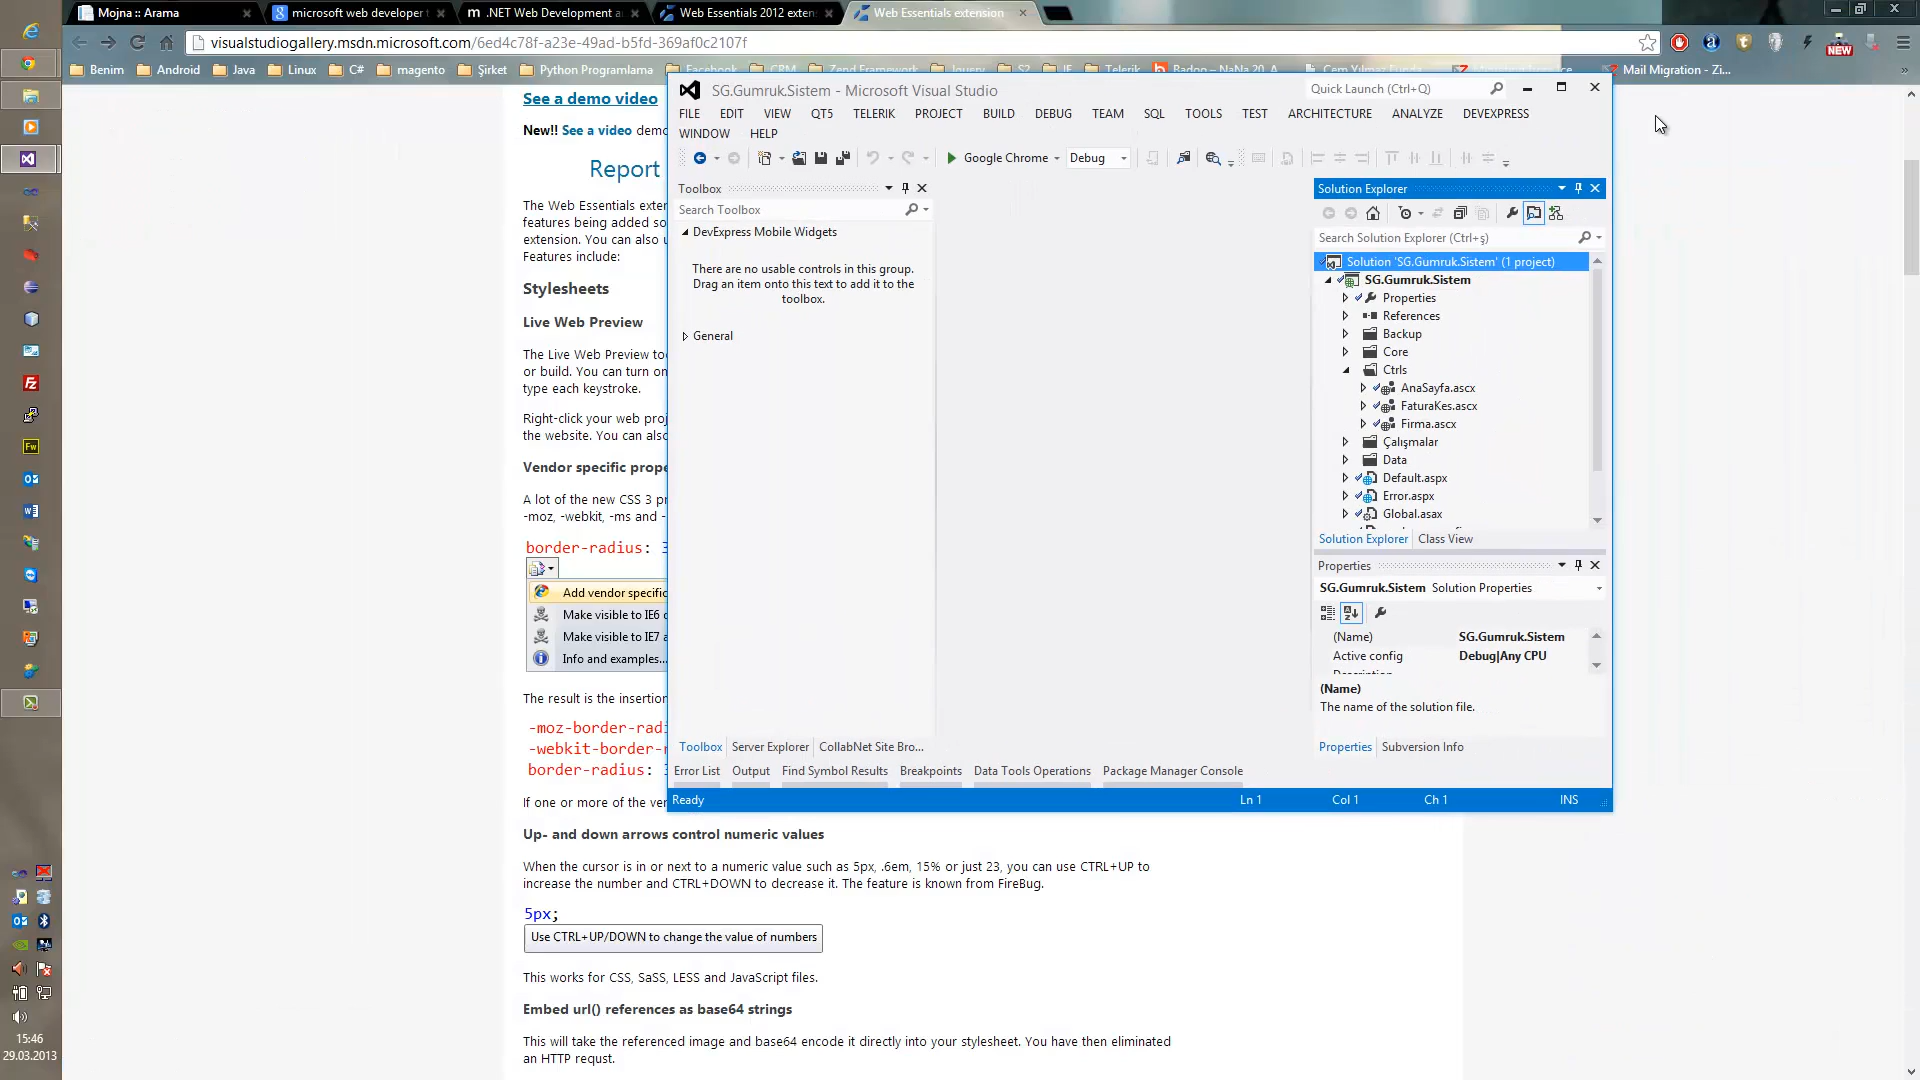 Mojna :: Arama
microsoft web developer t
.NET Web Development a
Web Essentials 2012 exten
Web Essentials extension
visualstudiogallery.msdn.microsoft.com/6ed4c78f-a23e-49ad-b5fd-369af0c2107f
NEW
Benim
Android
Java
Linux
C#
magento
Şirket
Python Programlama
Mail Migration - Zi...
See a demo video
New!! See a video demo
Report
The Web Essentials exte
features being added so
extension. You can also u
Features include:
Stylesheets
Live Web Preview
The Live Web Preview too
or build. You can turn on
type each keystroke.
Right-click your web proj
the website. You can also
Vendor specific prope
A lot of the new CSS 3 pr
-moz, -webkit, -ms and -
border-radius: 3
Add vendor specific
Make visible to IE6 o
Make visible to IE7 a
Info and examples...
The result is the insertion
-moz-border-radi
-webkit-border-r
border-radius: 3
If one or more of the ven
Up- and down arrows control numeric values
When the cursor is in or next to a numeric value such as 5px, .6em, 15% or just 23, you can use CTRL+UP to
increase the number and CTRL+DOWN to decrease it. The feature is known from FireBug.
5px;
Use CTRL+UP/DOWN to change the value of numbers
This works for CSS, SaSS, LESS and JavaScript files.
Embed url() references as base64 strings
This will take the referenced image and base64 encode it directly into your stylesheet. You have then eliminated
an HTTP requst.
SG.Gumruk.Sistem - Microsoft Visual Studio
Quick Launch (Ctrl+Q)
FILE EDIT VIEW QT5 TELERIK PROJECT BUILD DEBUG TEAM SQL TOOLS TEST ARCHITECTURE ANALYZE DEVEXPRESS
WINDOW HELP
Google Chrome
Debug
Toolbox
Search Toolbox
DevExpress Mobile Widgets
There are no usable controls in this group.
Drag an item onto this text to add it to the
toolbox.
General
Toolbox Server Explorer CollabNet Site Bro...
Solution Explorer
Search Solution Explorer (Ctrl+ş)
Solution 'SG.Gumruk.Sistem' (1 project)
SG.Gumruk.Sistem
Properties
References
Backup
Core
Ctrls
AnaSayfa.ascx
FaturaKes.ascx
Firma.ascx
Çalışmalar
Data
Default.aspx
Error.aspx
Global.asax
Solution Explorer Class View
Properties
SG.Gumruk.Sistem Solution Properties
(Name) SG.Gumruk.Sistem
Active config Debug|Any CPU
(Name)
The name of the solution file.
Properties Subversion Info
Error List Output Find Symbol Results Breakpoints Data Tools Operations Package Manager Console
Ready
Ln 1
Col 1
Ch 1
INS
15:46
29.03.2013